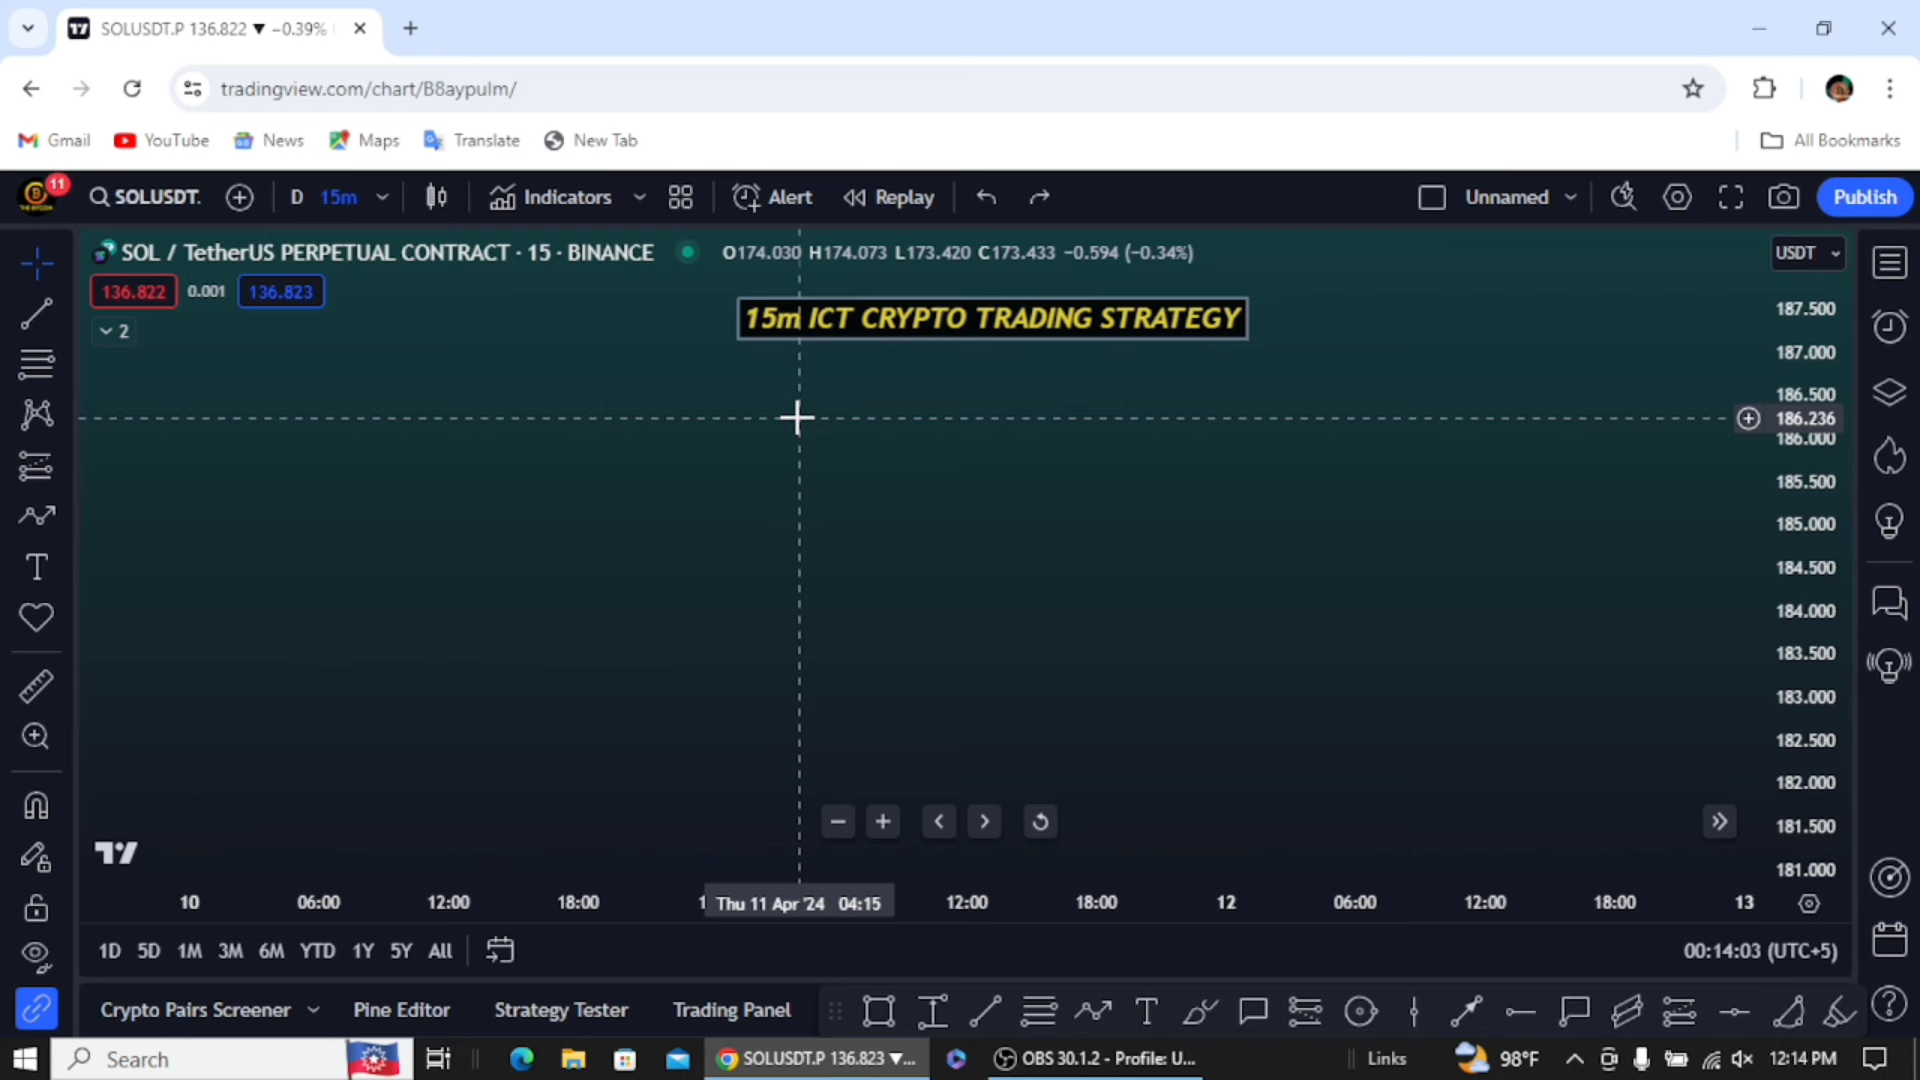 SOLUSDT.P 136.822 ▼ −0.39%
tradingview.com/chart/B8aypulm/
Gmail YouTube News Maps Translate New Tab All Bookmarks
11 SOLUSDT. D 15m Indicators Alert Replay Unnamed Publish
SOL / TetherUS PERPETUAL CONTRACT · 15 · BINANCE O174.030 H174.073 L173.420 C173.433 −0.594 (−0.34%) USDT
136.822 0.001 136.823
2
15m ICT CRYPTO TRADING STRATEGY
187.500
187.000
186.500
186.236
186.000
185.500
185.000
184.500
184.000
183.500
183.000
182.500
182.000
181.500
181.000
10 06:00 12:00 18:00 Thu 11 Apr '24 04:15 12:00 18:00 12 06:00 12:00 18:00 13
1D 5D 1M 3M 6M YTD 1Y 5Y All 00:14:03 (UTC+5)
Crypto Pairs Screener Pine Editor Strategy Tester Trading Panel
Search SOLUSDT.P 136.823 ▼... OBS 30.1.2 - Profile: U... Links 98°F 12:14 PM